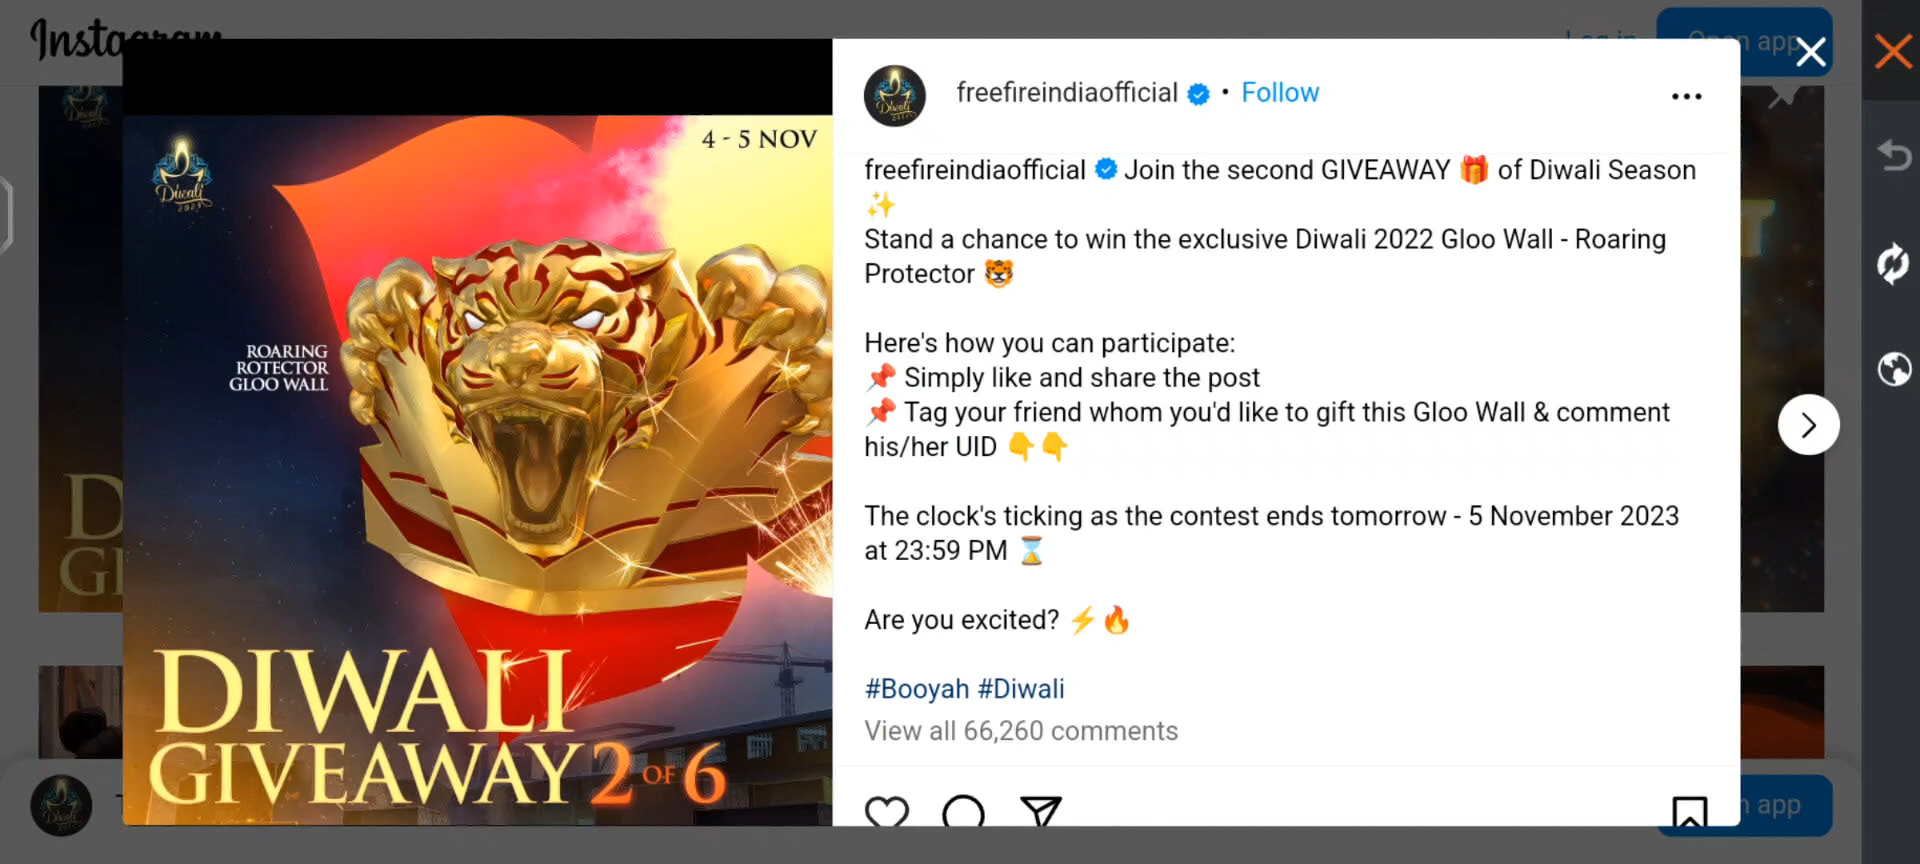 Instagram
Log in
Open app
freefireindiaofficial • Follow
4 - 5 NOV
Diwali
ROARING
ROTECTOR
GLOO WALL
DIWALI
GIVEAWAY 2 OF 6
freefireindiaofficial Join the second GIVEAWAY 🎁 of Diwali Season
✨
Stand a chance to win the exclusive Diwali 2022 Gloo Wall - Roaring
Protector 🐯
Here's how you can participate:
📌 Simply like and share the post
📌 Tag your friend whom you'd like to gift this Gloo Wall & comment
his/her UID 👇👇
The clock's ticking as the contest ends tomorrow - 5 November 2023
at 23:59 PM ⌛
Are you excited? ⚡🔥
#Booyah #Diwali
View all 66,260 comments
app